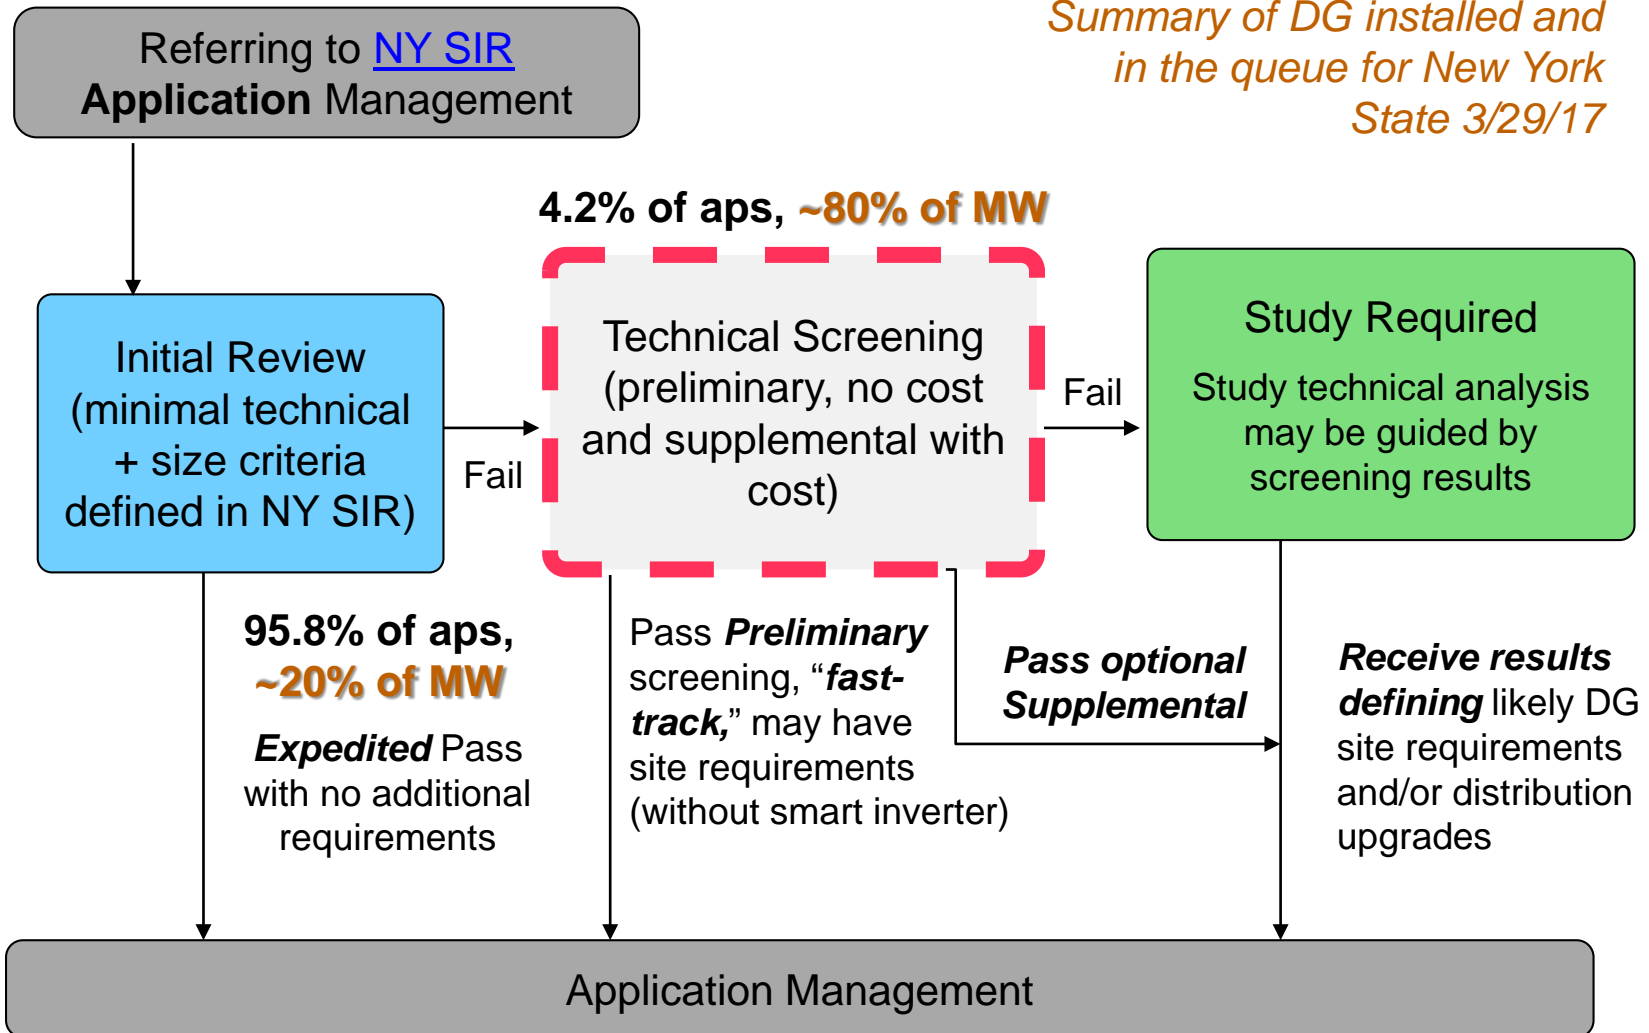 Referring to NY SIR
Application Management
Summary of DG installed and
in the queue for New York
State 3/29/17
4.2% of aps, ~80% of MW
Initial Review
(minimal technical
+ size criteria
defined in NY SIR)
Fail
Technical Screening
(preliminary, no cost
and supplemental with
cost)
Fail
Study Required
Study technical analysis
may be guided by
screening results
95.8% of aps,
~20% of MW
Expedited Pass
with no additional
requirements
Pass Preliminary
screening, “fast-
track,” may have
site requirements
(without smart inverter)
Pass optional
Supplemental
Receive results
defining likely DG
site requirements
and/or distribution
upgrades
Application Management